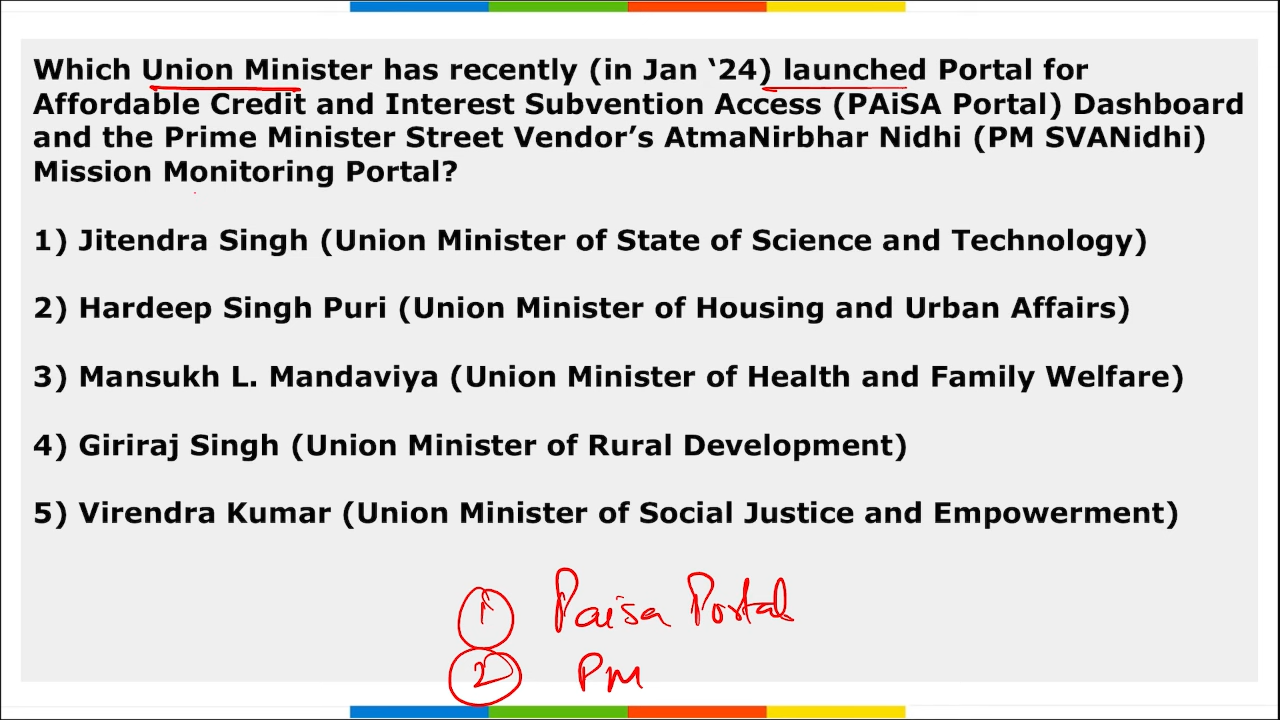 Which Union Minister has recently (in Jan ‘24) launched Portal for
Affordable Credit and Interest Subvention Access (PAiSA Portal) Dashboard
and the Prime Minister Street Vendor’s AtmaNirbhar Nidhi (PM SVANidhi)
Mission Monitoring Portal?
1) Jitendra Singh (Union Minister of State of Science and Technology)
2) Hardeep Singh Puri (Union Minister of Housing and Urban Affairs)
3) Mansukh L. Mandaviya (Union Minister of Health and Family Welfare)
4) Giriraj Singh (Union Minister of Rural Development)
5) Virendra Kumar (Union Minister of Social Justice and Empowerment)
1 Paisa Portal
2 PM